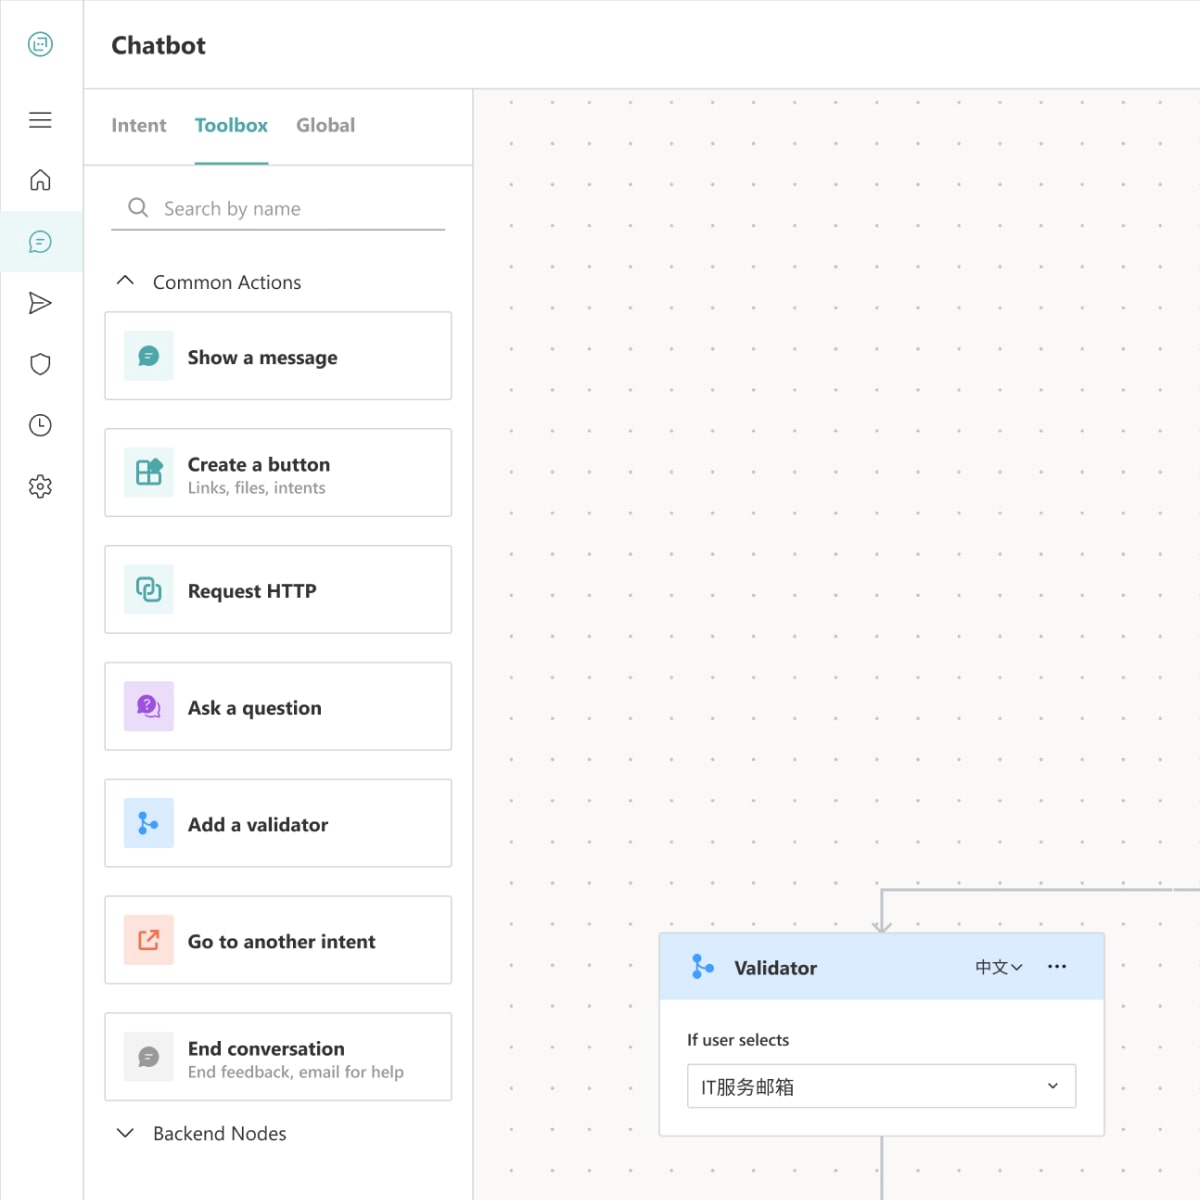 Chatbot
Intent
Toolbox
Global
Search by name
Common Actions
Show a message
Create a button
Links, files, intents
Request HTTP
Ask a question
Add a validator
Go to another intent
End conversation
End feedback, email for help
Backend Nodes
Validator
中文
If user selects
IT服务邮箱